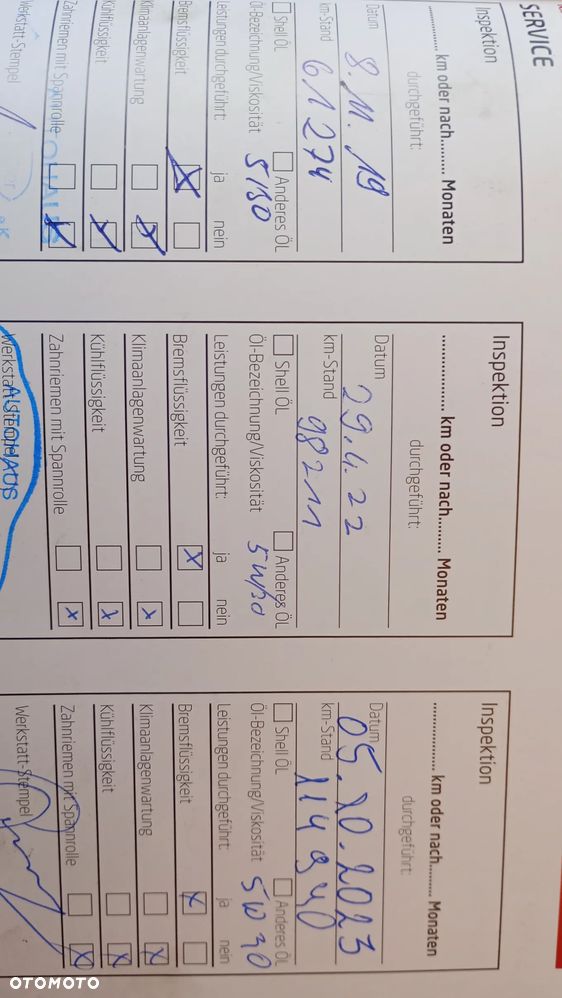 SERVICE
Inspektion
................ km oder nach.......... Monaten
durchgeführt:
Datum 8.11.19
km-Stand 61274
Shell ÖL Anderes ÖL
Öl-Bezeichnung/Viskosität 5/30
Leistungen durchgeführt: ja nein
Bremsflüssigkeit X
Klimaanlagenwartung X
Kühlflüssigkeit X
Zahnriemen mit Spannrolle X
Werkstatt-Stempel
Inspektion
.................... km oder nach.......... Monaten
durchgeführt:
Datum 29.4.22
km-Stand 98211
Shell ÖL Anderes ÖL
Öl-Bezeichnung/Viskosität 5w30
Leistungen durchgeführt: ja nein
Bremsflüssigkeit x
Klimaanlagenwartung x
Kühlflüssigkeit x
Zahnriemen mit Spannrolle x
Werkstatt-Stempel
AUTOHAUS
Inspektion
.................... km oder nach.......... Monaten
durchgeführt:
Datum 05.10.2023
km-Stand 114940
Shell ÖL Anderes ÖL
Öl-Bezeichnung/Viskosität 5W30
Leistungen durchgeführt: ja nein
Bremsflüssigkeit x
Klimaanlagenwartung x
Kühlflüssigkeit x
Zahnriemen mit Spannrolle x
Werkstatt-Stempel
OTOMOTO